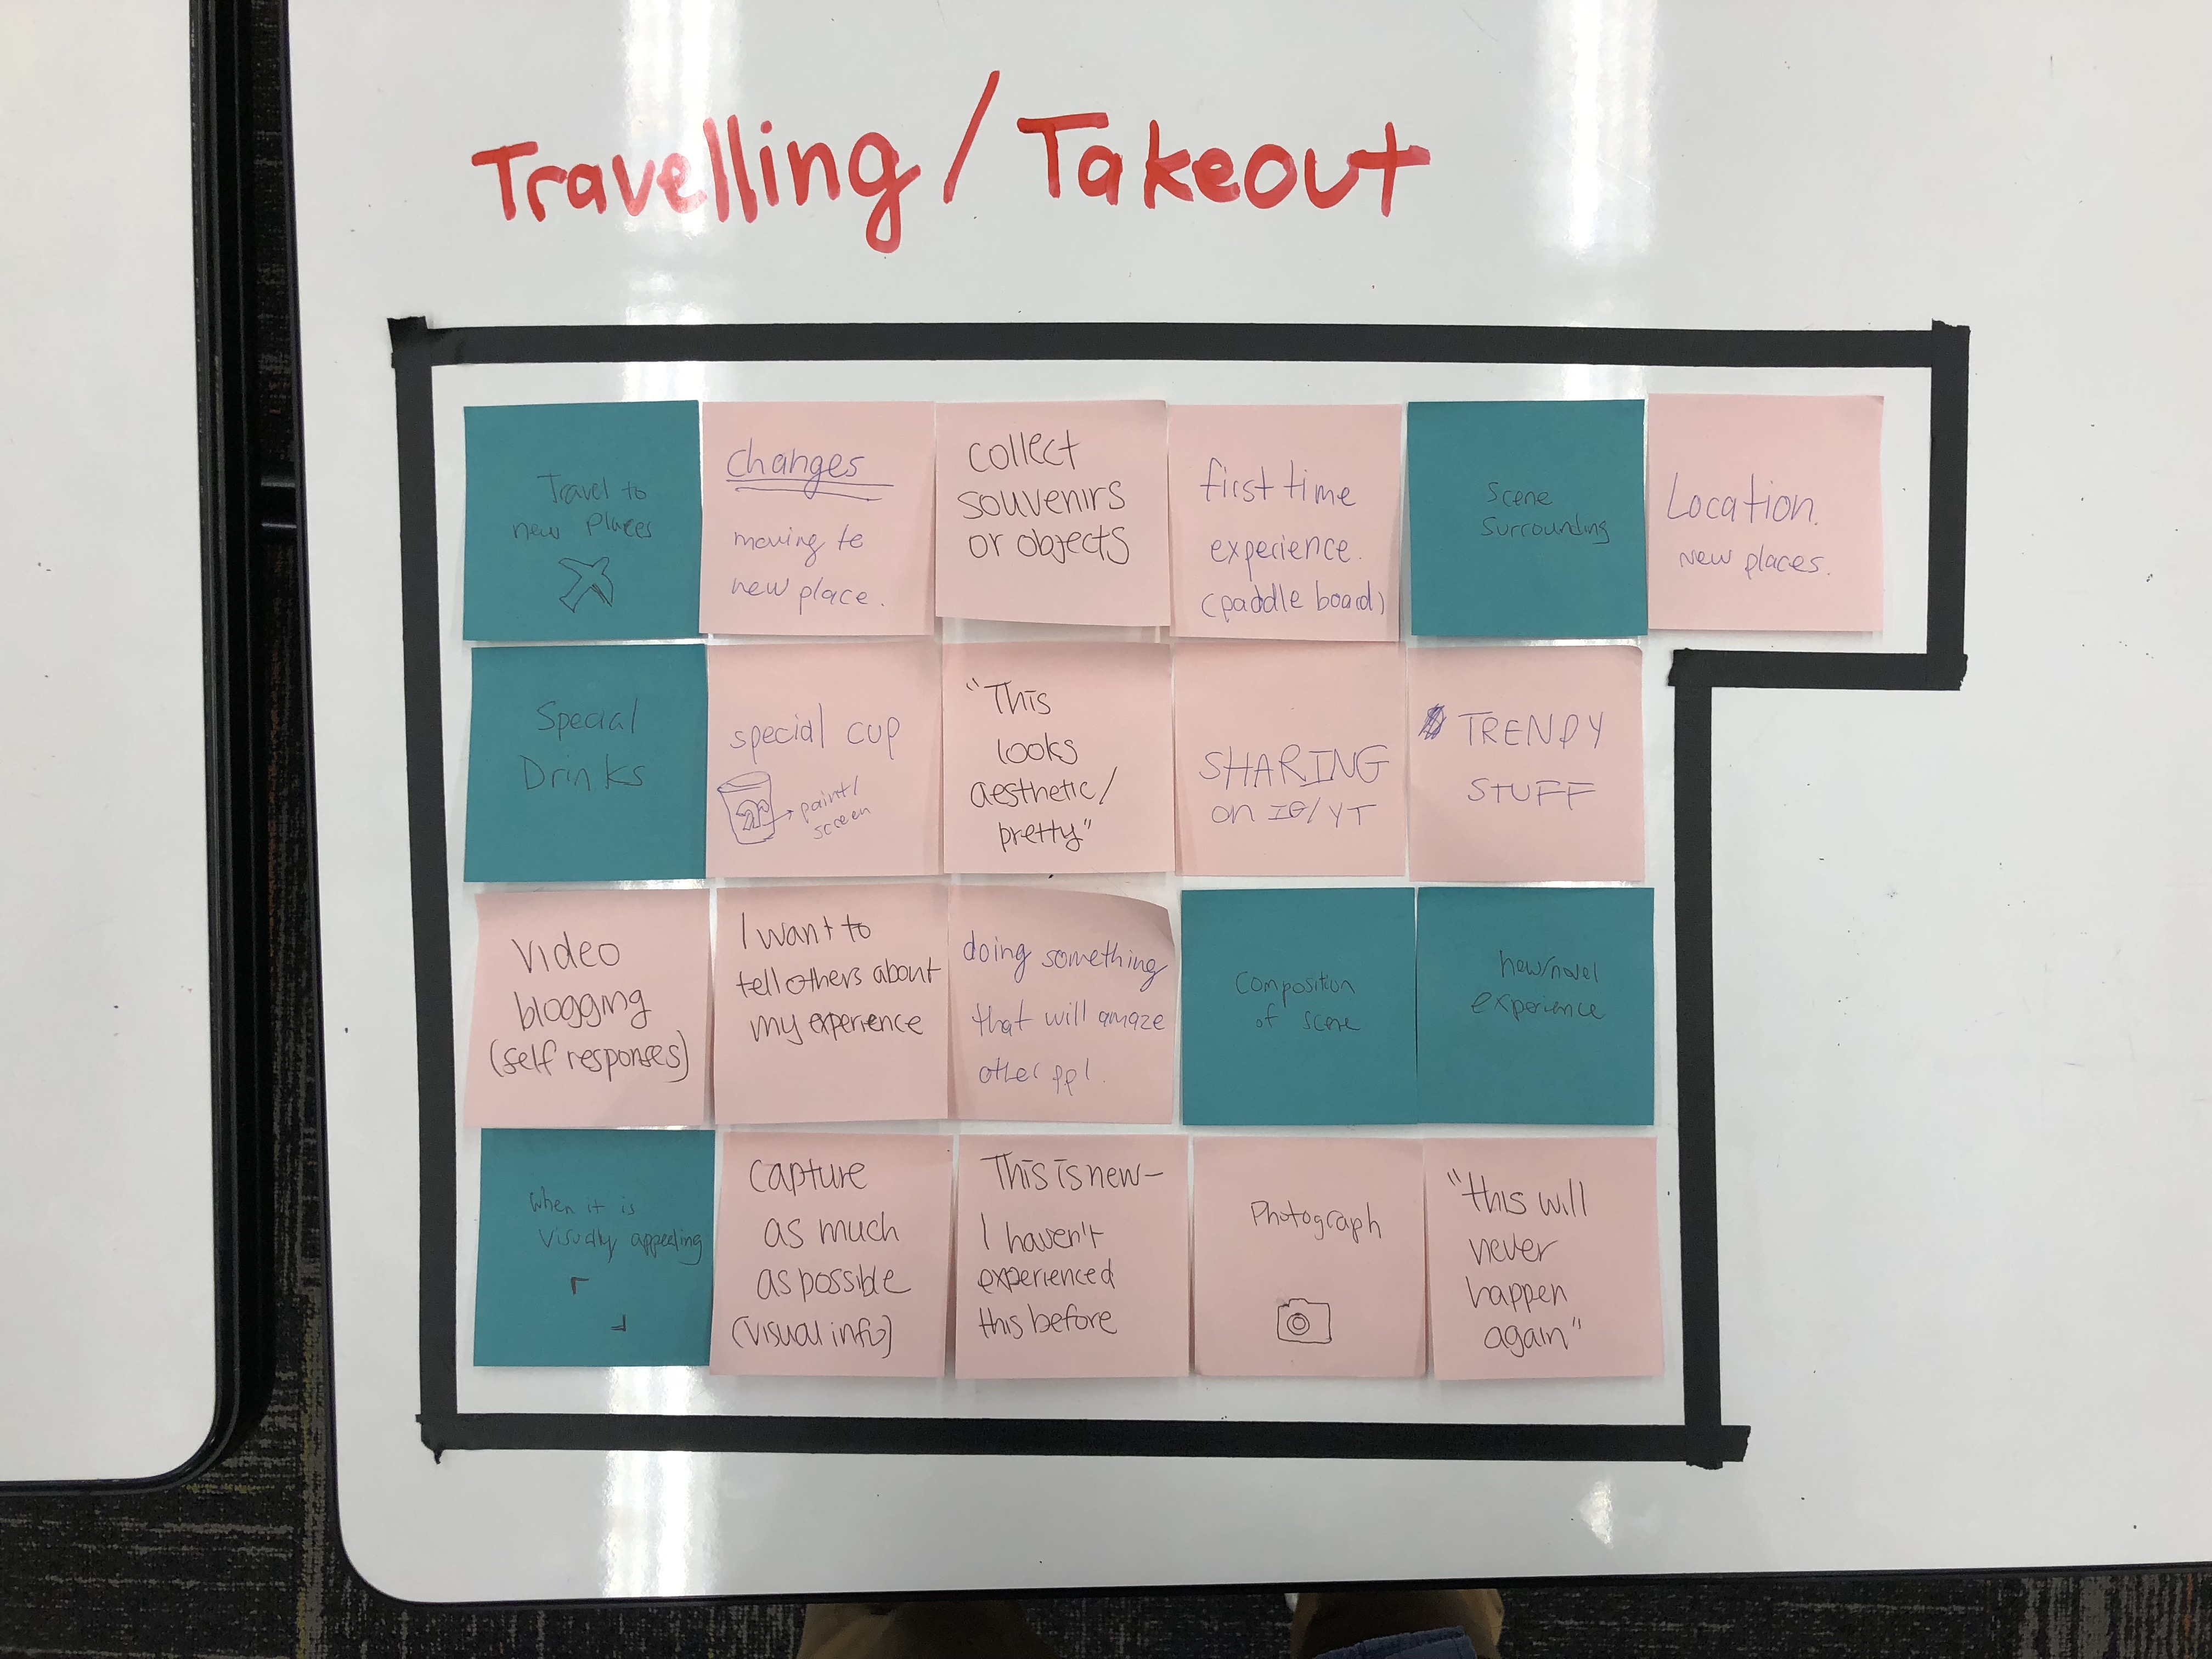 Travelling / Takeout
Travel to
new places
changes
moving to
new place.
collect
souvenirs
or objects
first time
experience.
(paddle board)
Scene
Surrounding
Location.
new places.
Special
Drinks
special cup
paint/
screen
"This
looks
aesthetic/
pretty"
SHARING
on IG/YT
TRENDY
STUFF
Video
blogging
(self responses)
I want to
tell others about
my experience
doing something
that will amaze
other ppl.
Composition
of scene
new/novel
experience
When it is
visually appealing
capture
as much
as possible
(visual info)
This is new-
I haven't
experienced
this before
Photograph
"this will
never
happen
again"